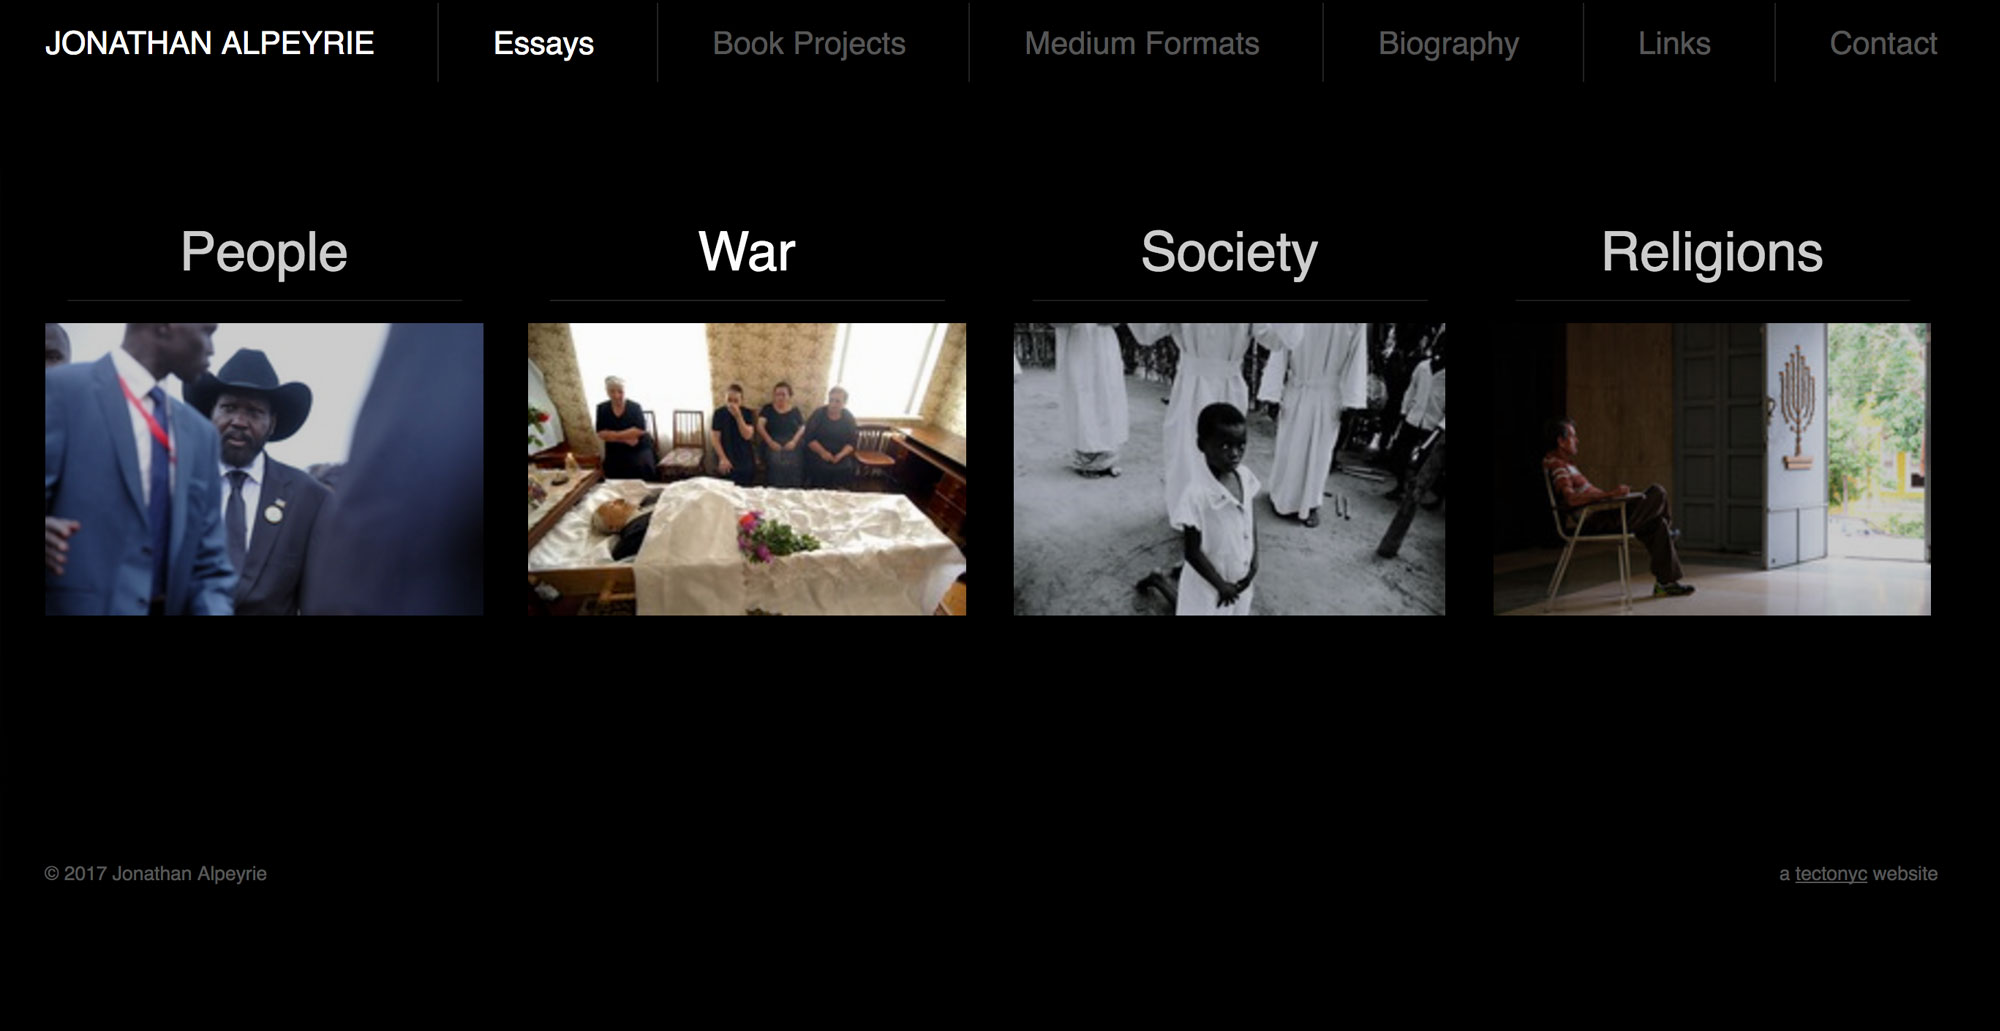 JONATHAN ALPEYRIE
Essays
Book Projects
Medium Formats
Biography
Links
Contact
People
War
Society
Religions
© 2017 Jonathan Alpeyrie
a tectonyc website